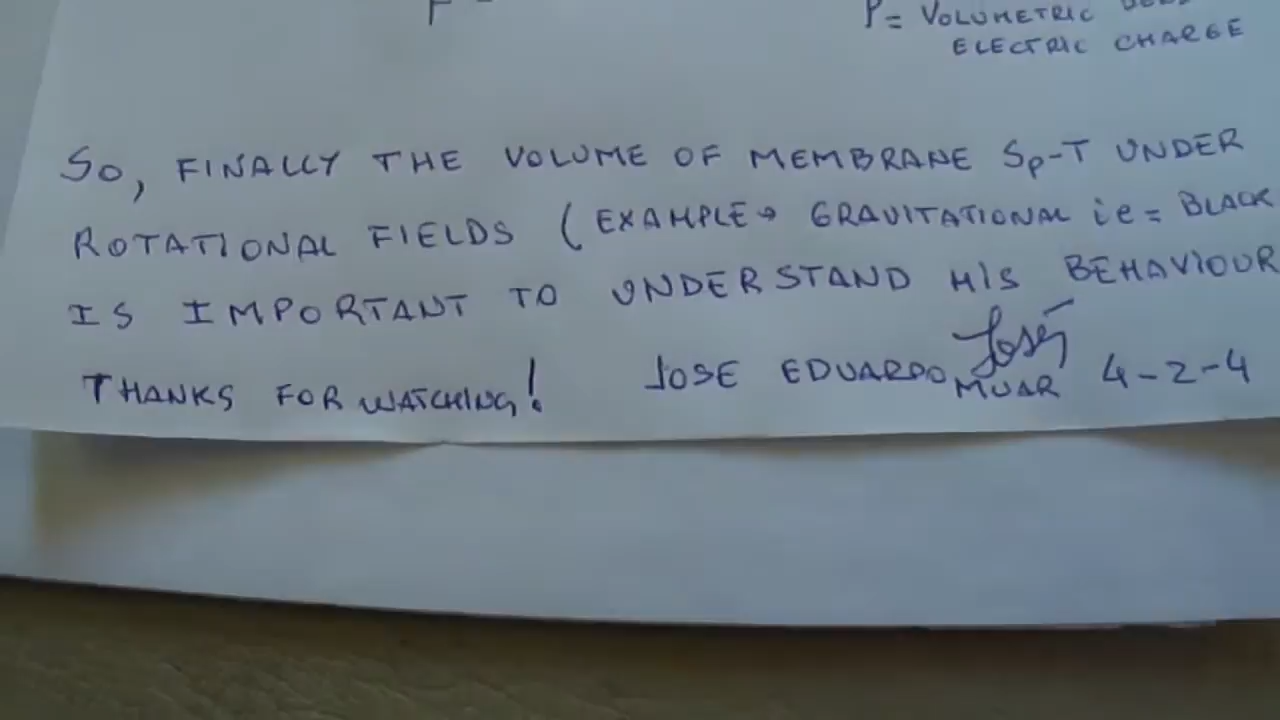 ρ = VOLUMETRIC
ELECTRIC CHARGE
SO, FINALLY THE VOLUME OF MEMBRANE Sp-T UNDER
ROTATIONAL FIELDS (EXAMPLE → GRAVITATIONAL ie = BLACK
IS IMPORTANT TO UNDERSTAND HIS BEHAVIOUR
José
THANKS FOR WATCHING! JOSE EDUARDO MUAR 4-2-4